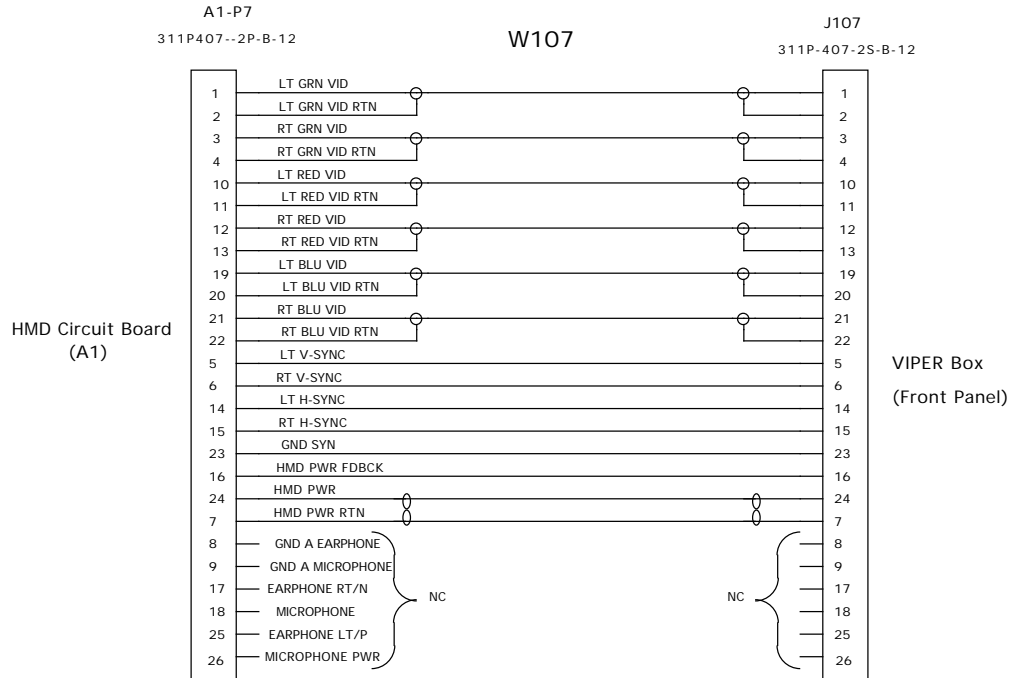 A1-P7
J107
W107
311P407--2P-B-12
311P-407-2S-B-12
1 LT GRN VID 1
2 LT GRN VID RTN 2
3 RT GRN VID 3
4 RT GRN VID RTN 4
10 LT RED VID 10
11 LT RED VID RTN 11
12 RT RED VID 12
13 RT RED VID RTN 13
19 LT BLU VID 19
20 LT BLU VID RTN 20
21 RT BLU VID 21
22 RT BLU VID RTN 22
HMD Circuit Board
(A1)
5 LT V-SYNC 5
6 RT V-SYNC 6
14 LT H-SYNC 14
15 RT H-SYNC 15
23 GND SYN 23
16 HMD PWR FDBCK 16
24 HMD PWR 24
7 HMD PWR RTN 7
VIPER Box
(Front Panel)
8 GND A EARPHONE 8
9 GND A MICROPHONE 9
17 EARPHONE RT/N 17
NC NC
18 MICROPHONE 18
25 EARPHONE LT/P 25
26 MICROPHONE PWR 26